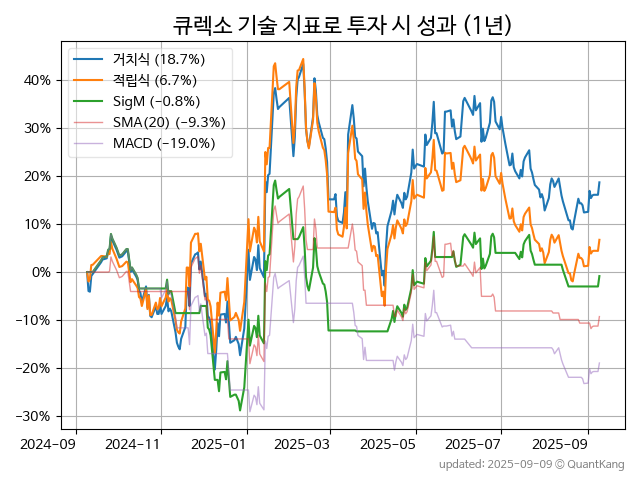 큐렉소 기술 지표로 투자 시 성과 (1년)
거치식 (18.7%)
적립식 (6.7%)
SigM (−0.8%)
SMA(20) (−9.3%)
MACD (−19.0%)
40%
30%
20%
10%
0%
−10%
−20%
−30%
2024-09
2024-11
2025-01
2025-03
2025-05
2025-07
2025-09
updated: 2025-09-09 © QuantKang